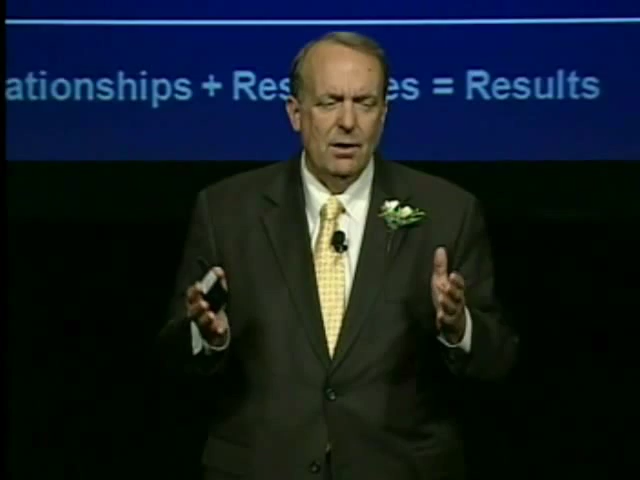 ationships + Res es = Results